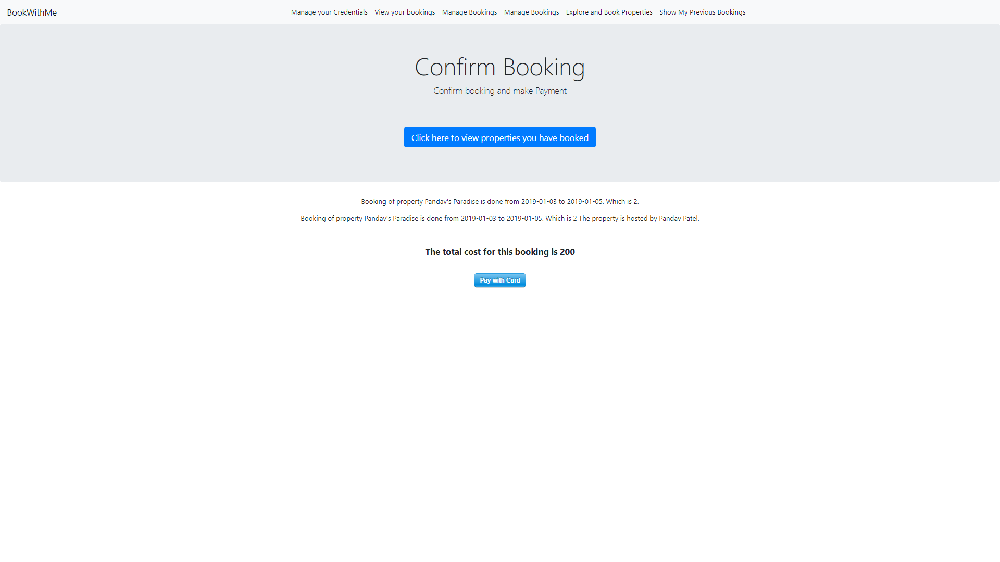 BookWithMe
Manage your Credentials View your bookings Manage Bookings Manage Bookings Explore and Book Properties Show My Previous Bookings
Confirm Booking
Confirm booking and make Payment
Click here to view properties you have booked
Booking of property Pandav's Paradise is done from 2019-01-03 to 2019-01-05. Which is 2.
Booking of property Pandav's Paradise is done from 2019-01-03 to 2019-01-05. Which is 2 The property is hosted by Pandav Patel.
The total cost for this booking is 200
Pay with Card